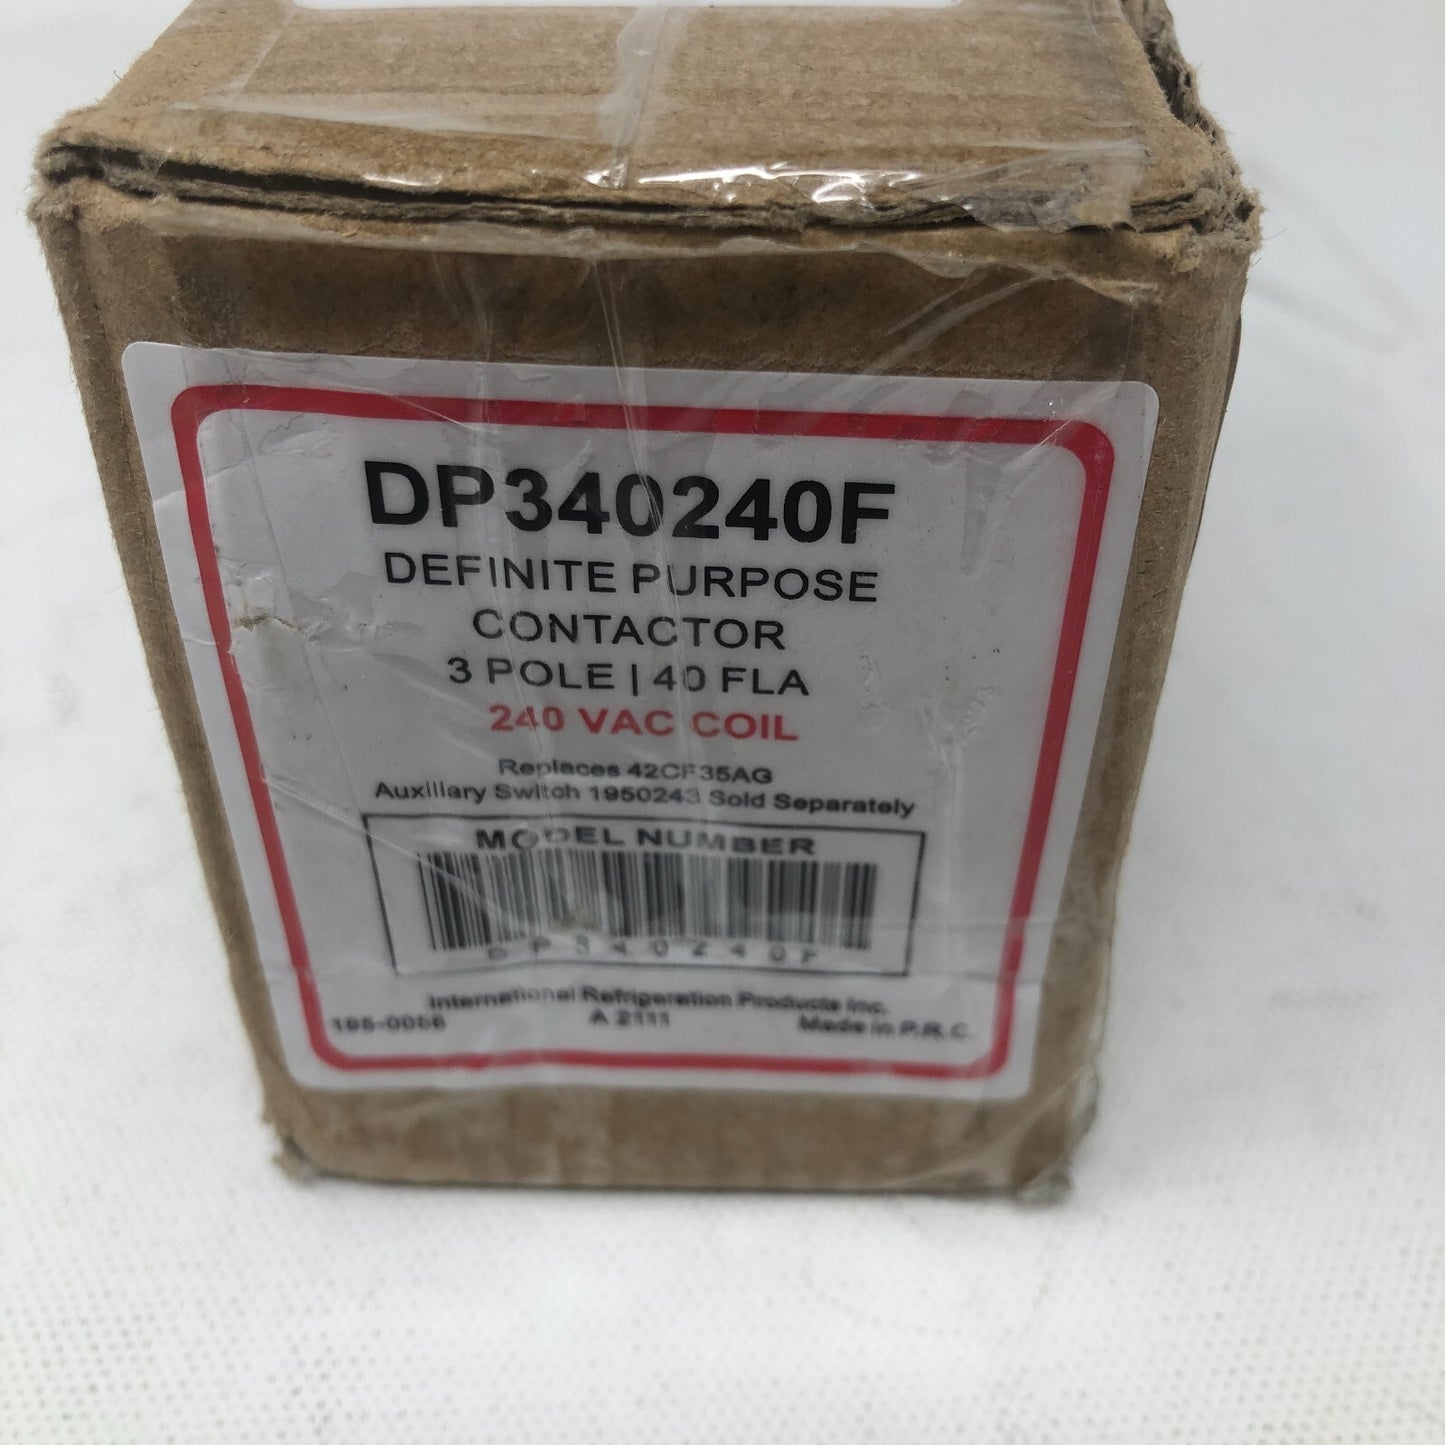 DP340240F
DEFINITE PURPOSE
CONTACTOR
3 POLE | 40 FLA
240 VAC COIL
Replaces 42CF35AG
Auxiliary Switch 1950243 Sold Separately
MODEL NUMBER
DP340240F
International Refrigeration Products Inc.
195-0056 A 2111 Made in P.R.C.